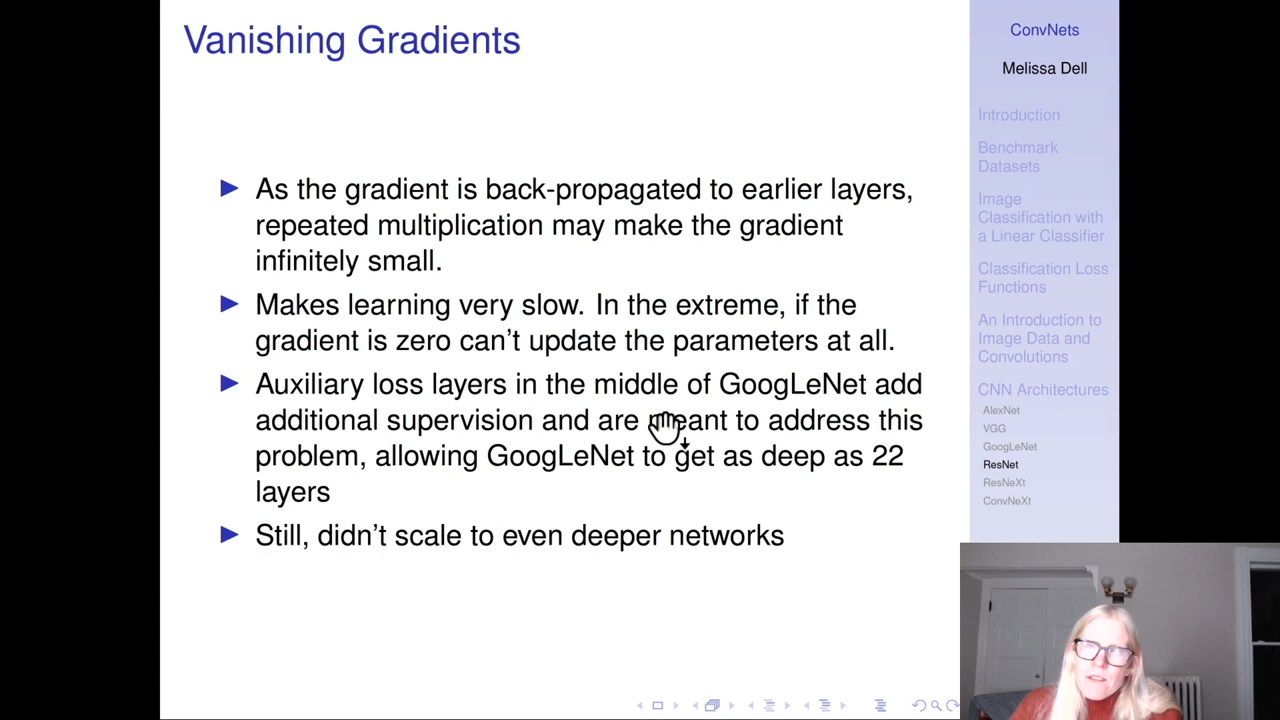 Vanishing Gradients
As the gradient is back-propagated to earlier layers,
repeated multiplication may make the gradient
infinitely small.
Makes learning very slow. In the extreme, if the
gradient is zero can't update the parameters at all.
Auxiliary loss layers in the middle of GoogLeNet add
additional supervision and are meant to address this
problem, allowing GoogLeNet to get as deep as 22
layers
Still, didn't scale to even deeper networks
ConvNets
Melissa Dell
Introduction
Benchmark
Datasets
Image
Classification with
a Linear Classifier
Classification Loss
Functions
An Introduction to
Image Data and
Convolutions
CNN Architectures
AlexNet
VGG
GoogLeNet
ResNet
ResNeXt
ConvNeXt